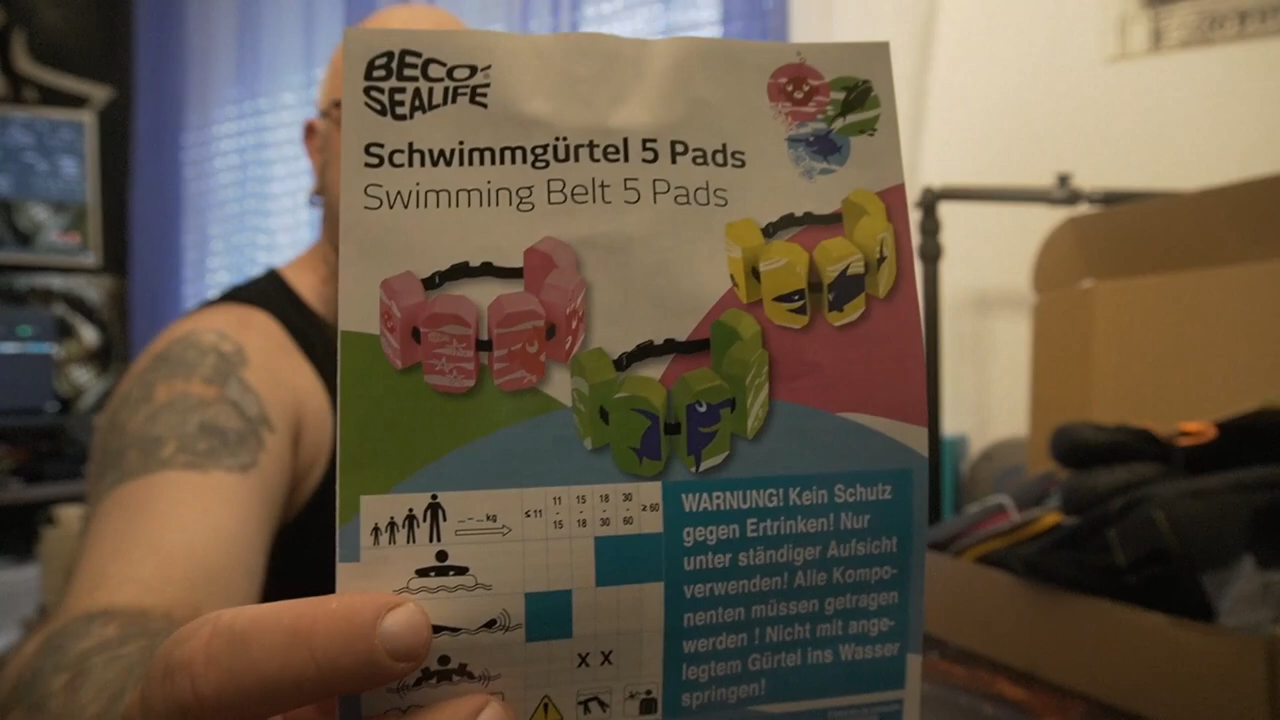 BECO
SEALIFE
Schwimmgürtel 5 Pads
Swimming Belt 5 Pads
_ - _ kg
≤11
11 - 15
15 - 18
18 - 30
30 - 60
≥60
X X
WARNUNG! Kein Schutz
gegen Ertrinken! Nur
unter ständiger Aufsicht
verwenden! Alle Kompo-
nenten müssen getragen
werden ! Nicht mit ange-
legtem Gürtel ins Wasser
springen!